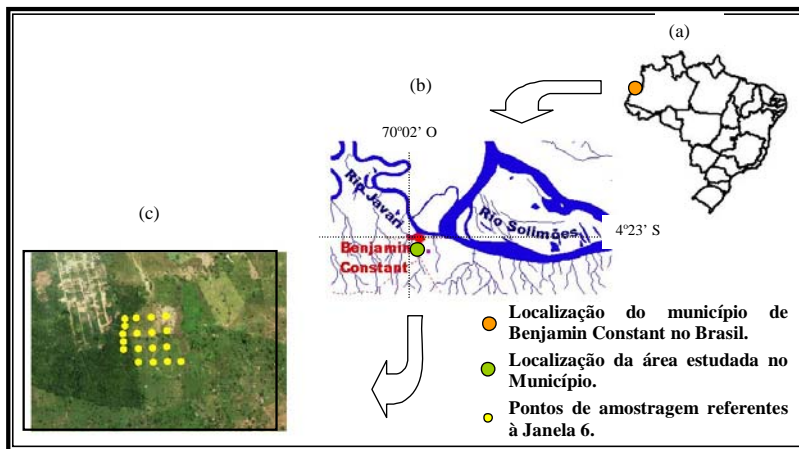 (a)
(b)
70º02' O
Rio Javari
Rio Solimões
4º23' S
Benjamin
Constant
(c)
Localização do município de
Benjamin Constant no Brasil.
Localização da área estudada no
Município.
Pontos de amostragem referentes
à Janela 6.